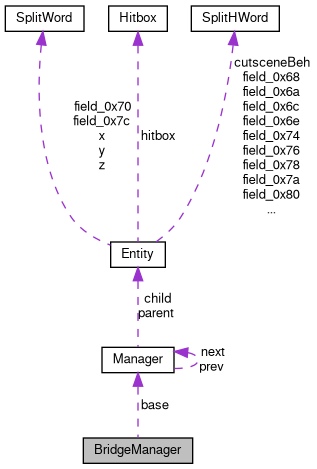 SplitWord
Hitbox
SplitHWord
cutsceneBeh
field_0x68
field_0x6a
field_0x6c
field_0x6e
field_0x74
field_0x76
field_0x78
field_0x7a
field_0x80
...
field_0x70
field_0x7c
x
y
z
hitbox
Entity
child
parent
Manager
next
prev
base
BridgeManager